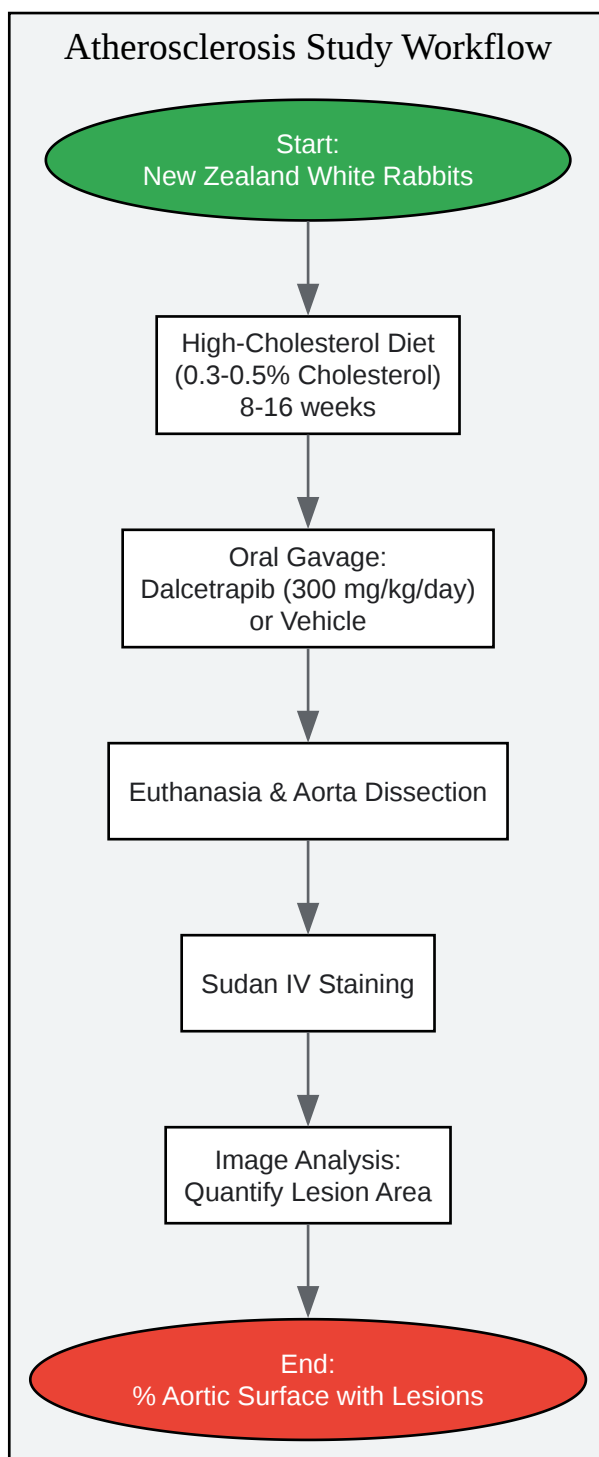 Atherosclerosis Study Workflow
Start:
New Zealand White Rabbits
High-Cholesterol Diet
(0.3-0.5% Cholesterol)
8-16 weeks
Oral Gavage:
Dalcetrapib (300 mg/kg/day)
or Vehicle
Euthanasia & Aorta Dissection
Sudan IV Staining
Image Analysis:
Quantify Lesion Area
End:
% Aortic Surface with Lesions